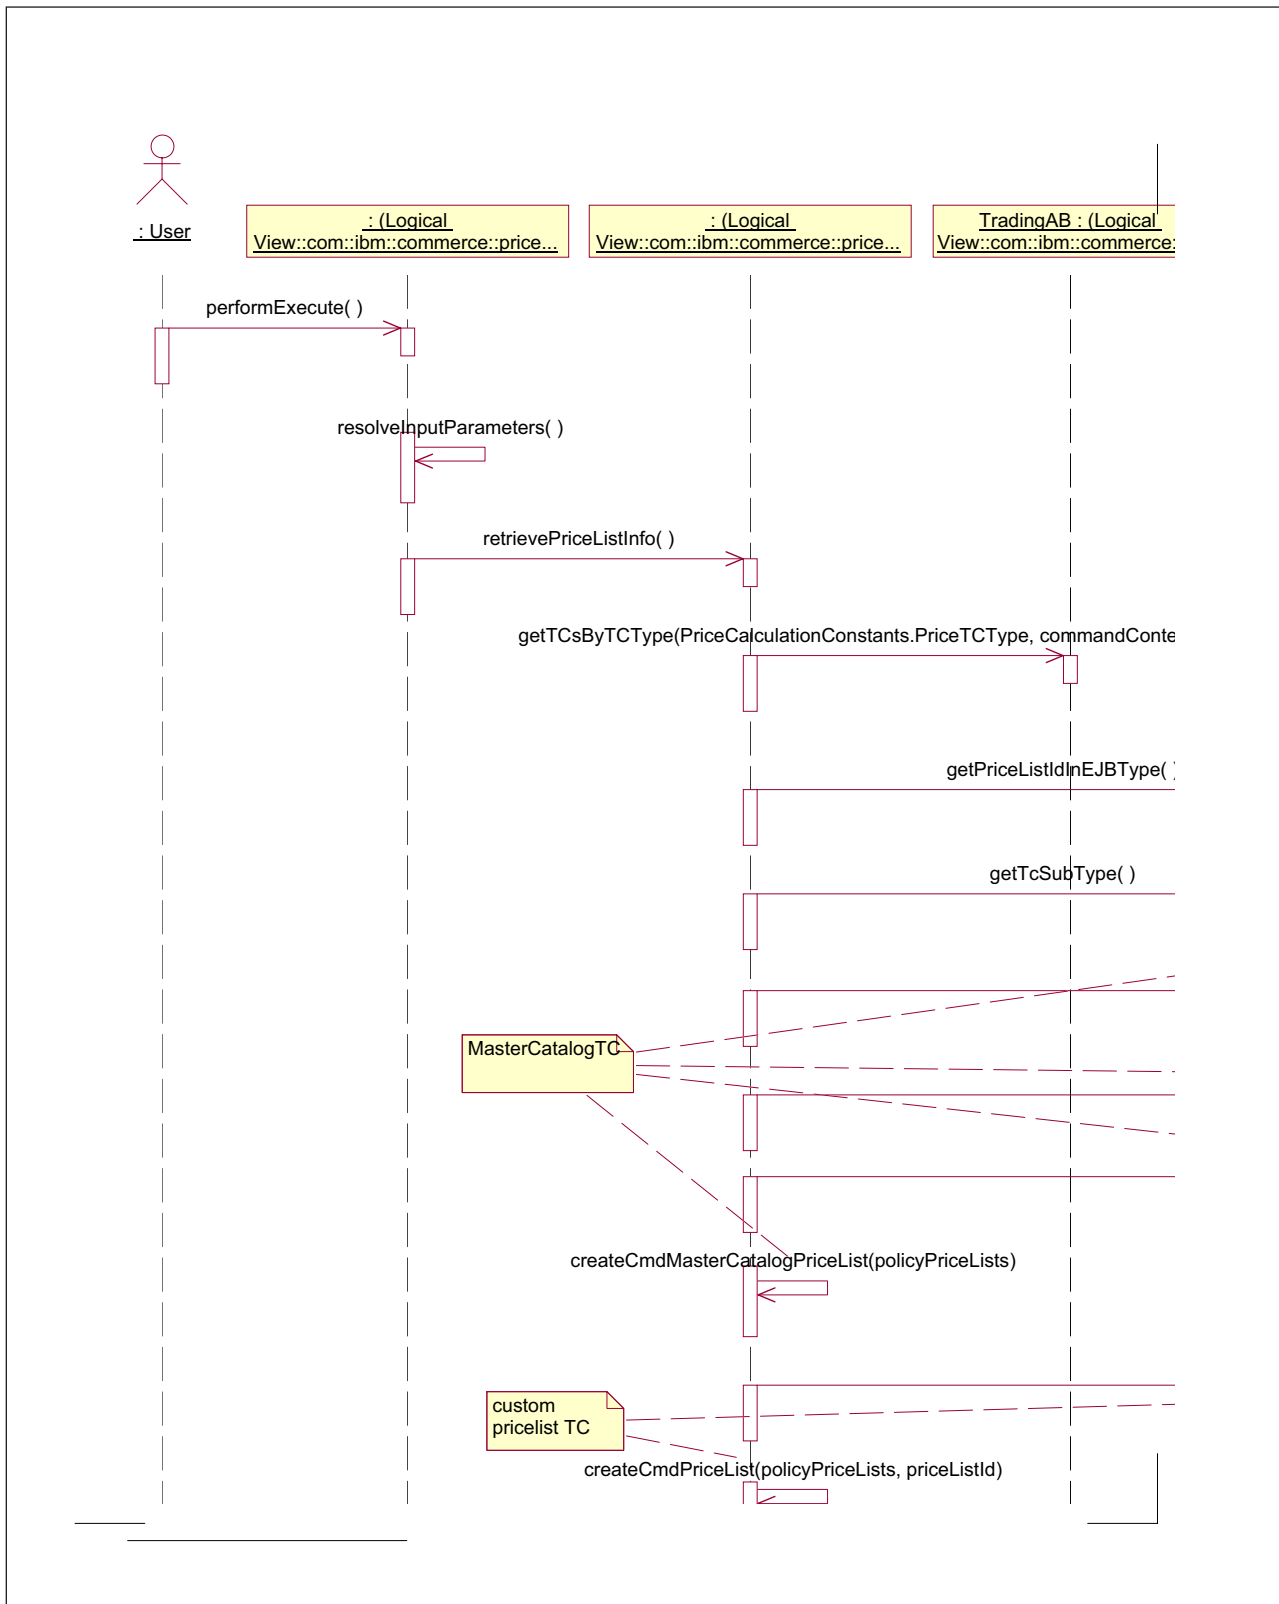 : User
: (Logical
View::com::ibm::commerce::price...
: (Logical
View::com::ibm::commerce::price...
TradingAB : (Logical
View::com::ibm::commerce:
performExecute( )
resolveInputParameters( )
retrievePriceListInfo( )
getTCsByTCType(PriceCalculationConstants.PriceTCType, commandConte
getPriceListIdInEJBType( )
getTcSubType( )
MasterCatalogTC
createCmdMasterCatalogPriceList(policyPriceLists)
custom
pricelist TC
createCmdPriceList(policyPriceLists, priceListId)